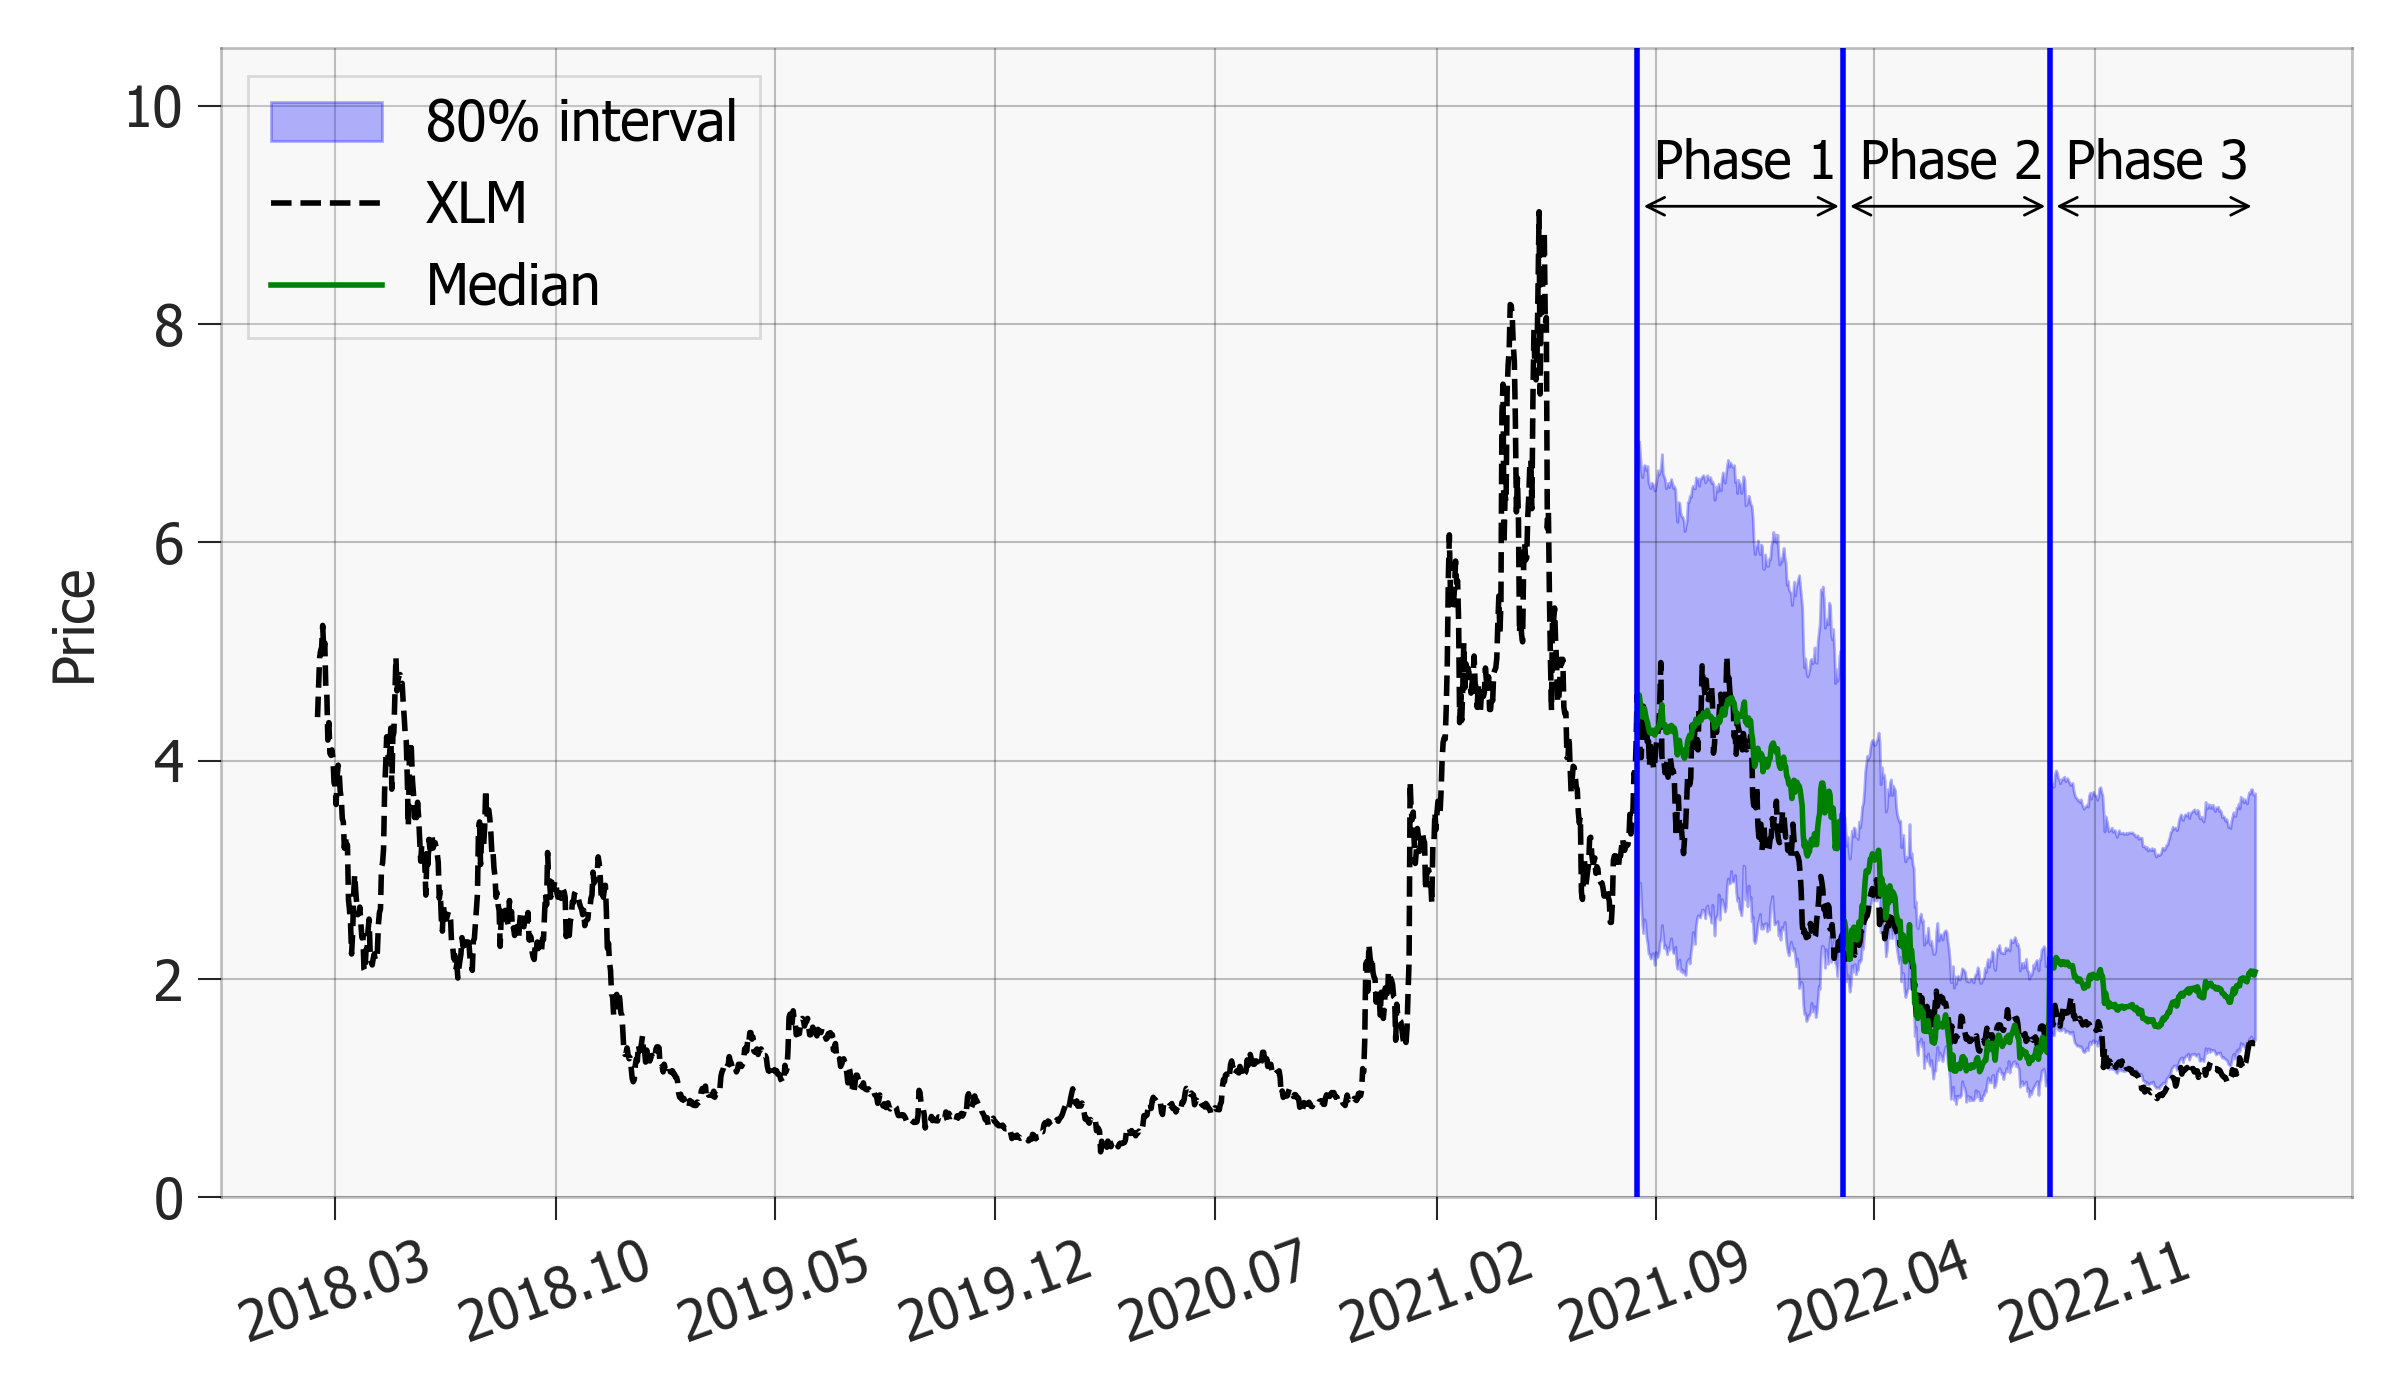 10
8
6
4
2
0
Price
80% interval
XLM
Median
Phase 1
Phase 2
Phase 3
2018.03
2018.10
2019.05
2019.12
2020.07
2021.02
2021.09
2022.04
2022.11